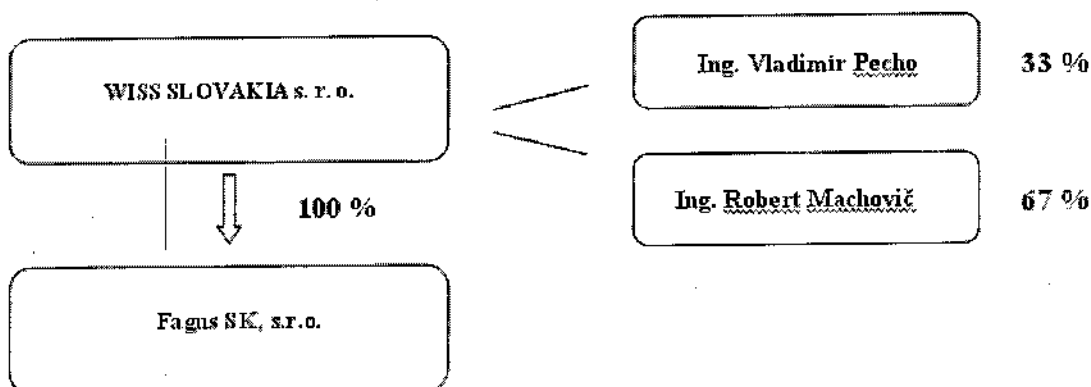 WISS SLOVAKIA s. r. o.
Ing. Vladimir Pecho 33 %
Ing. Robert Machovič 67 %
100 %
Fagus SK, s.r.o.